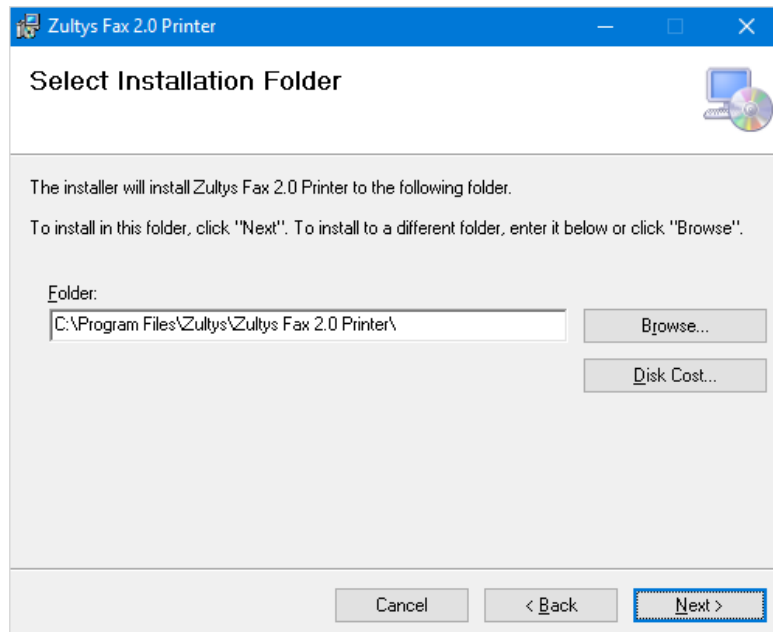 Zultys Fax 2.0 Printer
Select Installation Folder
The installer will install Zultys Fax 2.0 Printer to the following folder.
To install in this folder, click "Next". To install to a different folder, enter it below or click "Browse".
Folder:
C:\Program Files\Zultys\Zultys Fax 2.0 Printer\
Browse...
Disk Cost...
Cancel
< Back
Next >